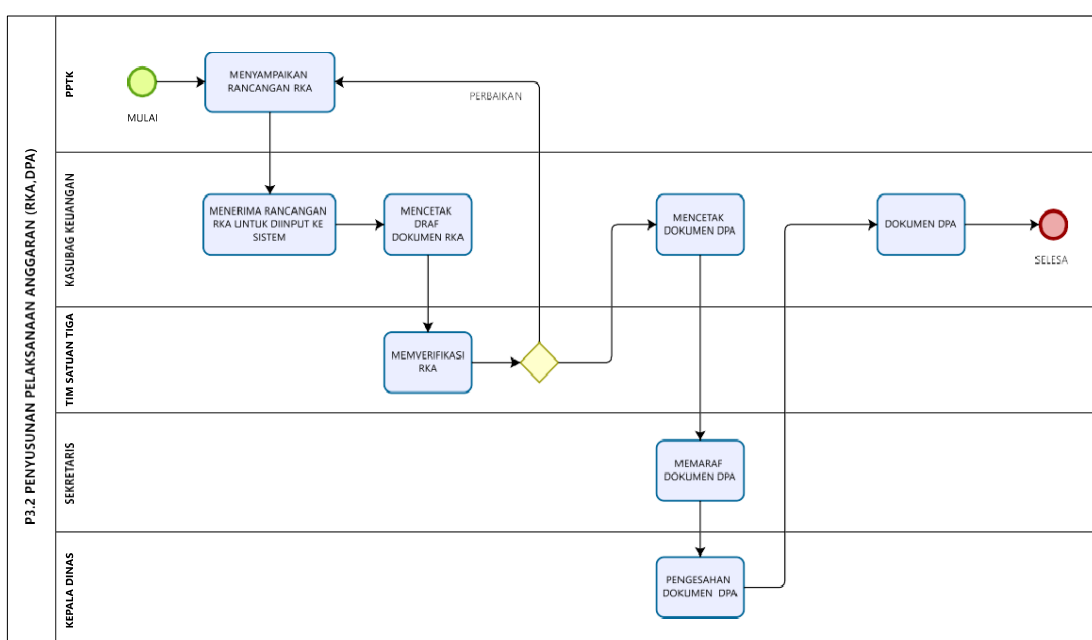 P3.2 PENYUSUNAN PELAKSANAAN ANGGARAN (RKA,DPA)
PPTK
MULAI
MENYAMPAIKAN
RANCANGAN RKA
PERBAIKAN
KASUBAG KEUANGAN
MENERIMA RANCANGAN
RKA UNTUK DIINPUT KE
SISTEM
MENCETAK
DRAF
DOKUMEN RKA
MENCETAK
DOKUMEN DPA
DOKUMEN DPA
SELESA
TIM SATUAN TIGA
MEMVERIFIKASI
RKA
SEKRETARIS
MEMARAF
DOKUMEN DPA
KEPALA DINAS
PENGESAHAN
DOKUMEN DPA